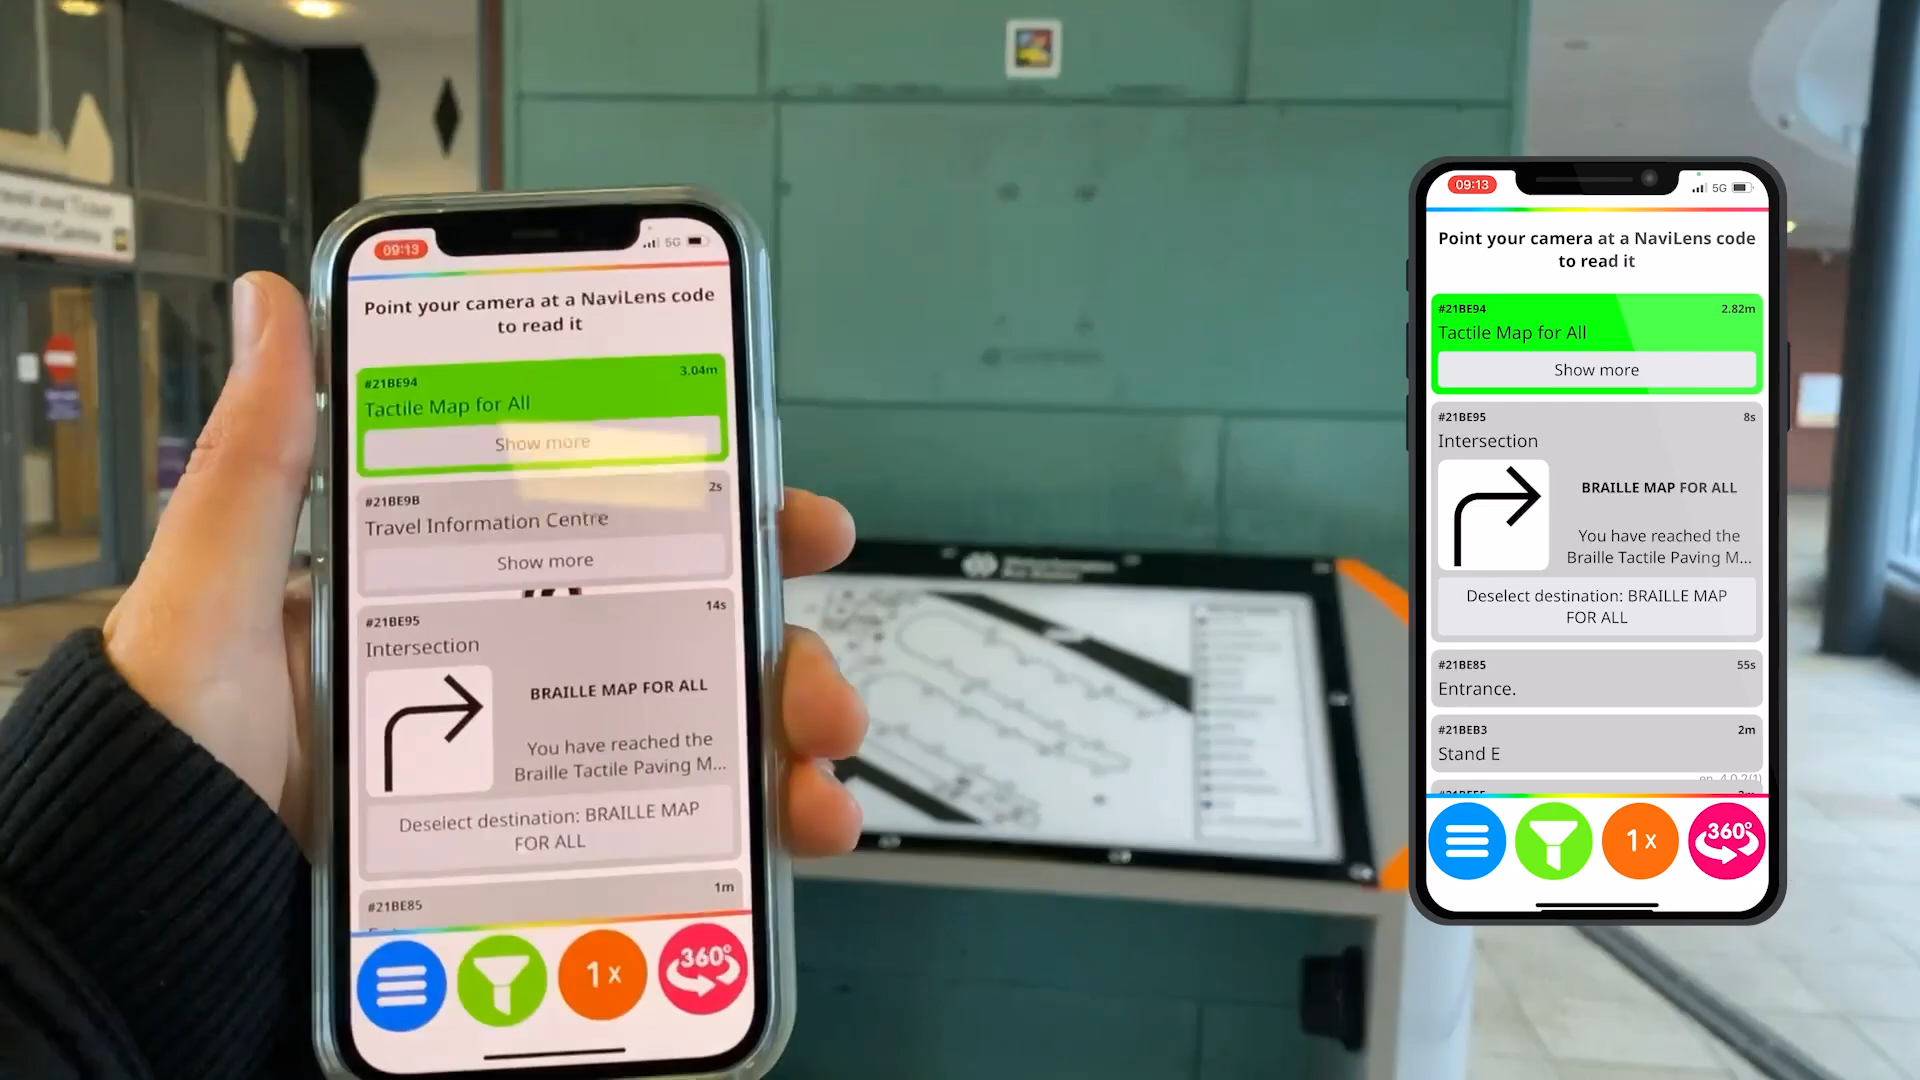 09:13
5G
Point your camera at a NaviLens code
to read it
#21BE94
3.04m
Tactile Map for All
Show more
#21BE9B
2s
Travel Information Centre
Show more
#21BE95
14s
Intersection
BRAILLE MAP FOR ALL
You have reached the
Braille Tactile Paving M...
Deselect destination: BRAILLE MAP
FOR ALL
#21BE85
1m
1x
360°
09:13
5G
Point your camera at a NaviLens code
to read it
#21BE94
2.82m
Tactile Map for All
Show more
#21BE95
8s
Intersection
BRAILLE MAP FOR ALL
You have reached the
Braille Tactile Paving M...
Deselect destination: BRAILLE MAP
FOR ALL
#21BE85
55s
Entrance.
#21BEB3
2m
Stand E
1x
360°